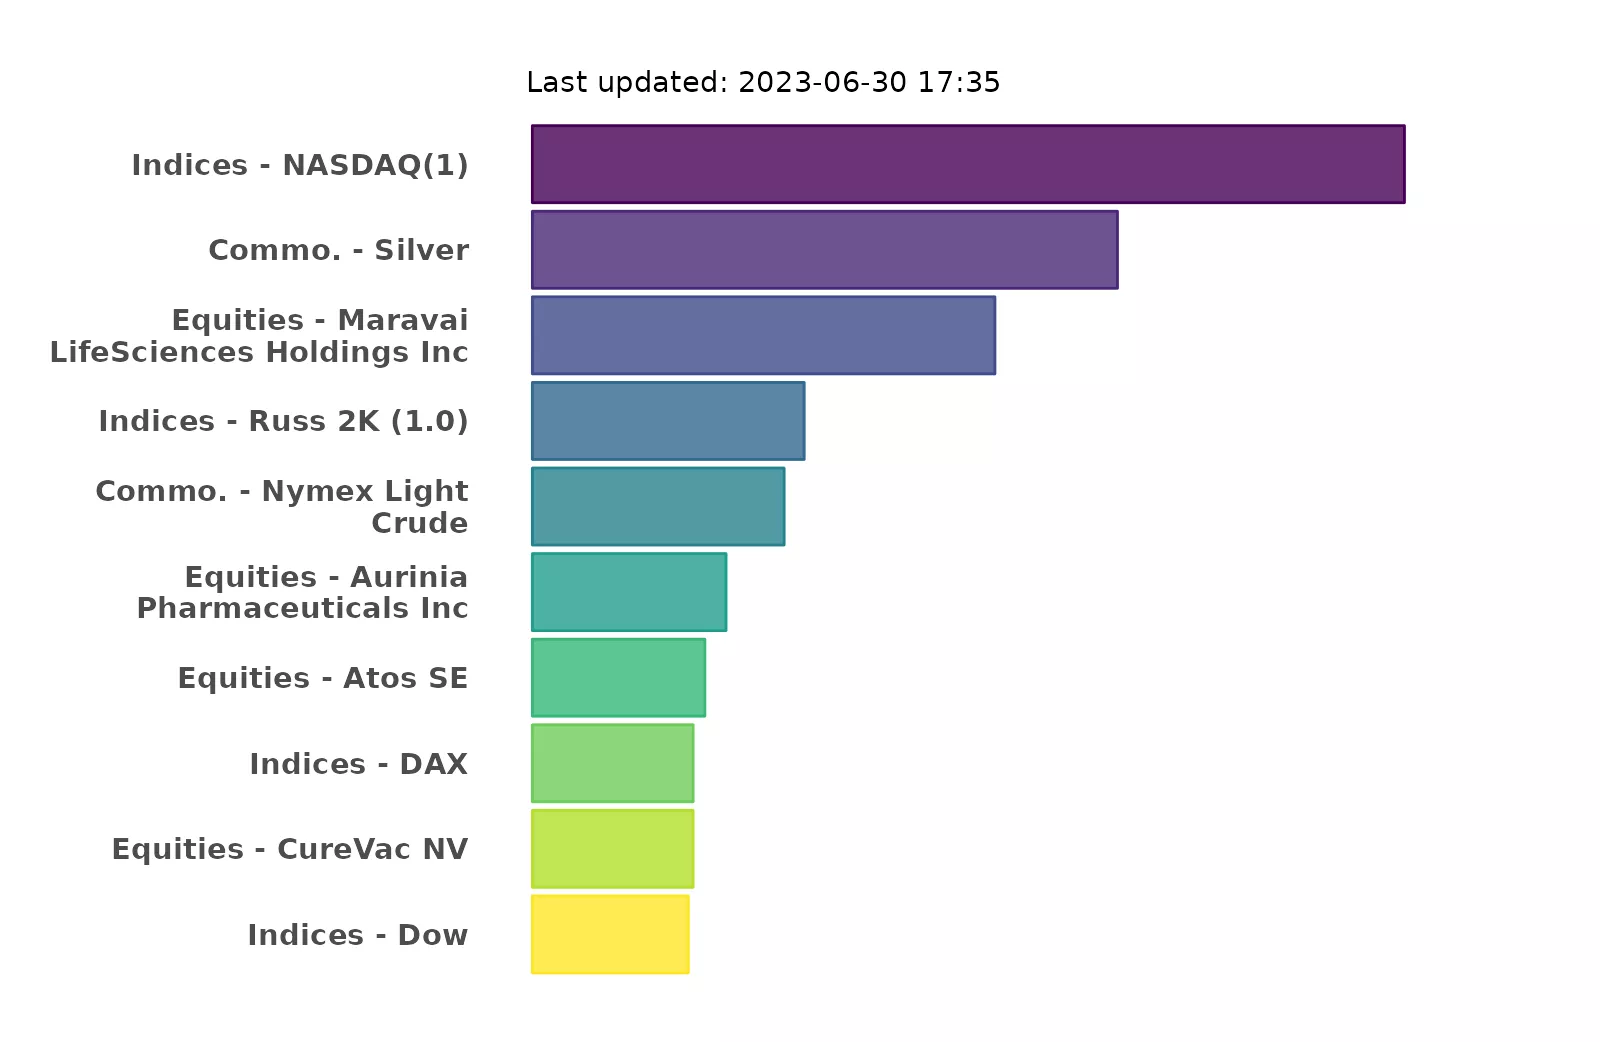 Last updated: 2023-06-30 17:35
Indices - NASDAQ(1)
Commo. - Silver
Equities - Maravai
LifeSciences Holdings Inc
Indices - Russ 2K (1.0)
Commo. - Nymex Light
Crude
Equities - Aurinia
Pharmaceuticals Inc
Equities - Atos SE
Indices - DAX
Equities - CureVac NV
Indices - Dow